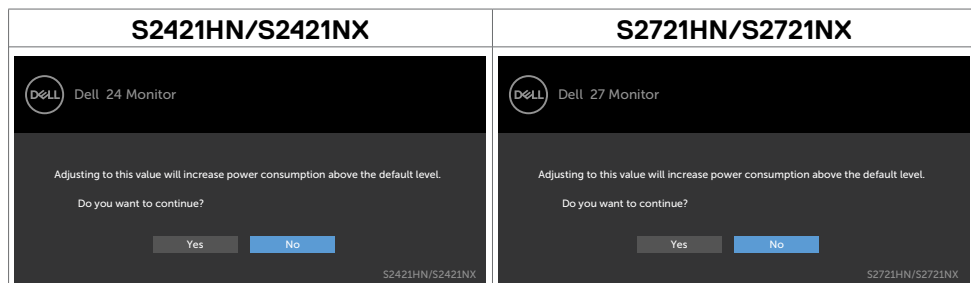 S2421HN/S2421NX
S2721HN/S2721NX
DELL Dell 24 Monitor
Adjusting to this value will increase power consumption above the default level.
Do you want to continue?
Yes No
S2421HN/S2421NX
DELL Dell 27 Monitor
Adjusting to this value will increase power consumption above the default level.
Do you want to continue?
Yes No
S2721HN/S2721NX